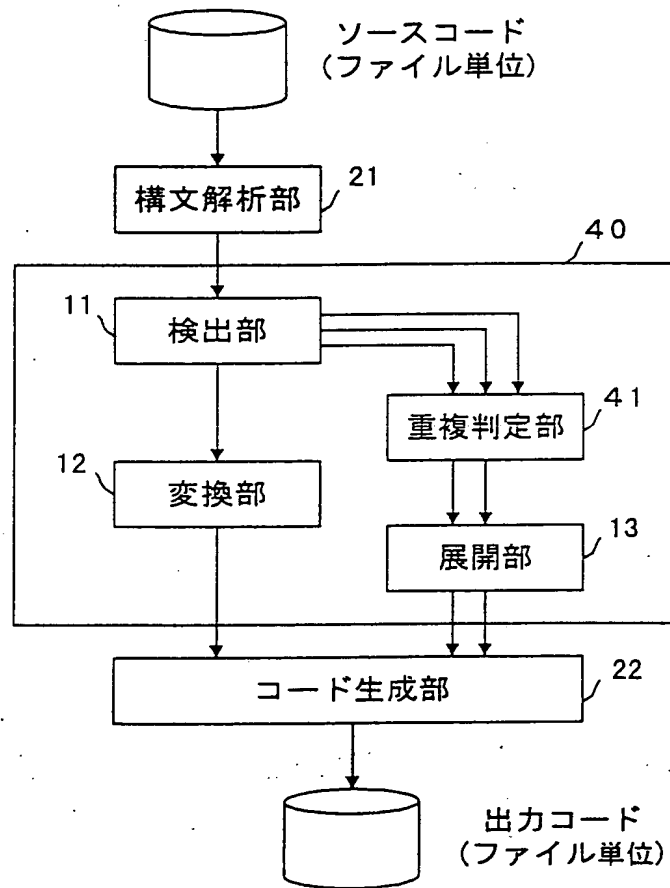 ソースコード
(ファイル単位)
構文解析部
21
40
11
検出部
41
重複判定部
12
変換部
13
展開部
コード生成部
22
出力コード
(ファイル単位)